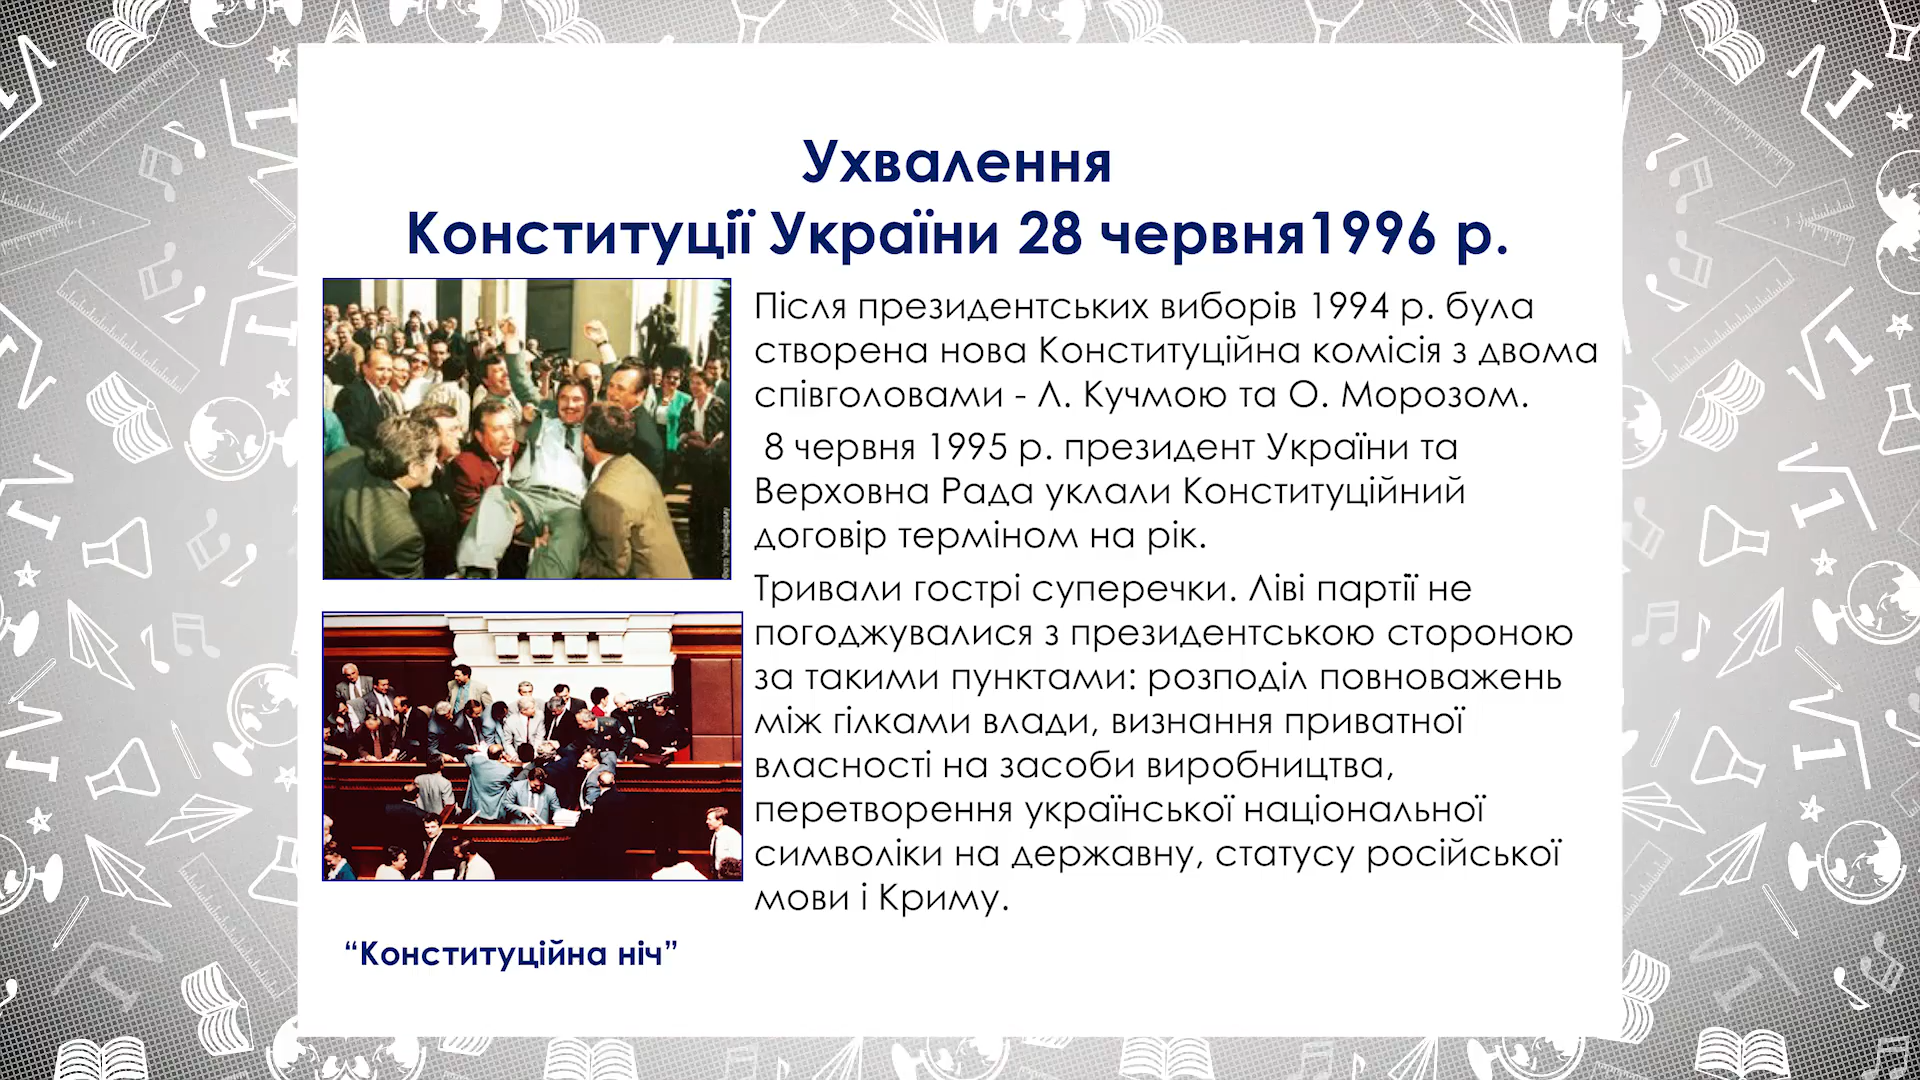 Ухвалення
Конституції України 28 червня1996 р.
Після президентських виборів 1994 р. була
створена нова Конституційна комісія з двома
співголовами - Л. Кучмою та О. Морозом.
8 червня 1995 р. президент України та
Верховна Рада уклали Конституційний
договір терміном на рік.
Тривали гострі суперечки. Ліві партії не
погоджувалися з президентською стороною
за такими пунктами: розподіл повноважень
між гілками влади, визнання приватної
власності на засоби виробництва,
перетворення української національної
символіки на державну, статусу російської
мови і Криму.
“Конституційна ніч”